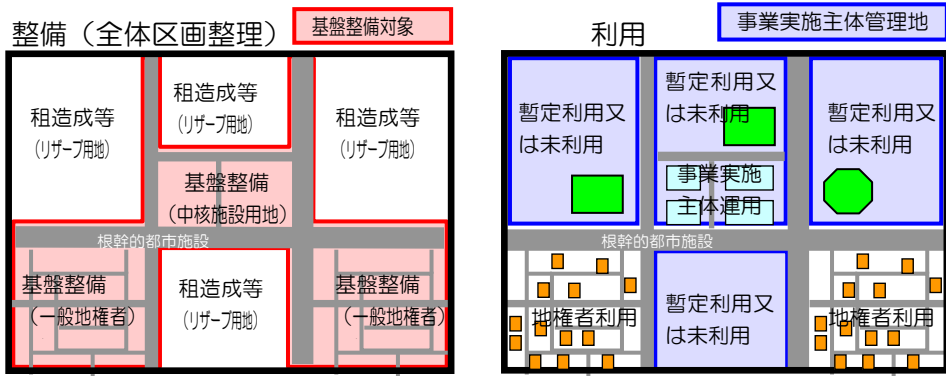 整備（全体区画整理）
基盤整備対象
租造成等
（リザーブ用地）
租造成等
（リザーブ用地）
租造成等
（リザーブ用地）
基盤整備
（中核施設用地）
根幹的都市施設
基盤整備
（一般地権者）
租造成等
（リザーブ用地）
基盤整備
（一般地権者）
利用
事業実施主体管理地
暫定利用又
は未利用
暫定利用又
は未利用
暫定利用又
は未利用
事業実施
主体運用
根幹的都市施設
地権者利用
暫定利用又
は未利用
地権者利用